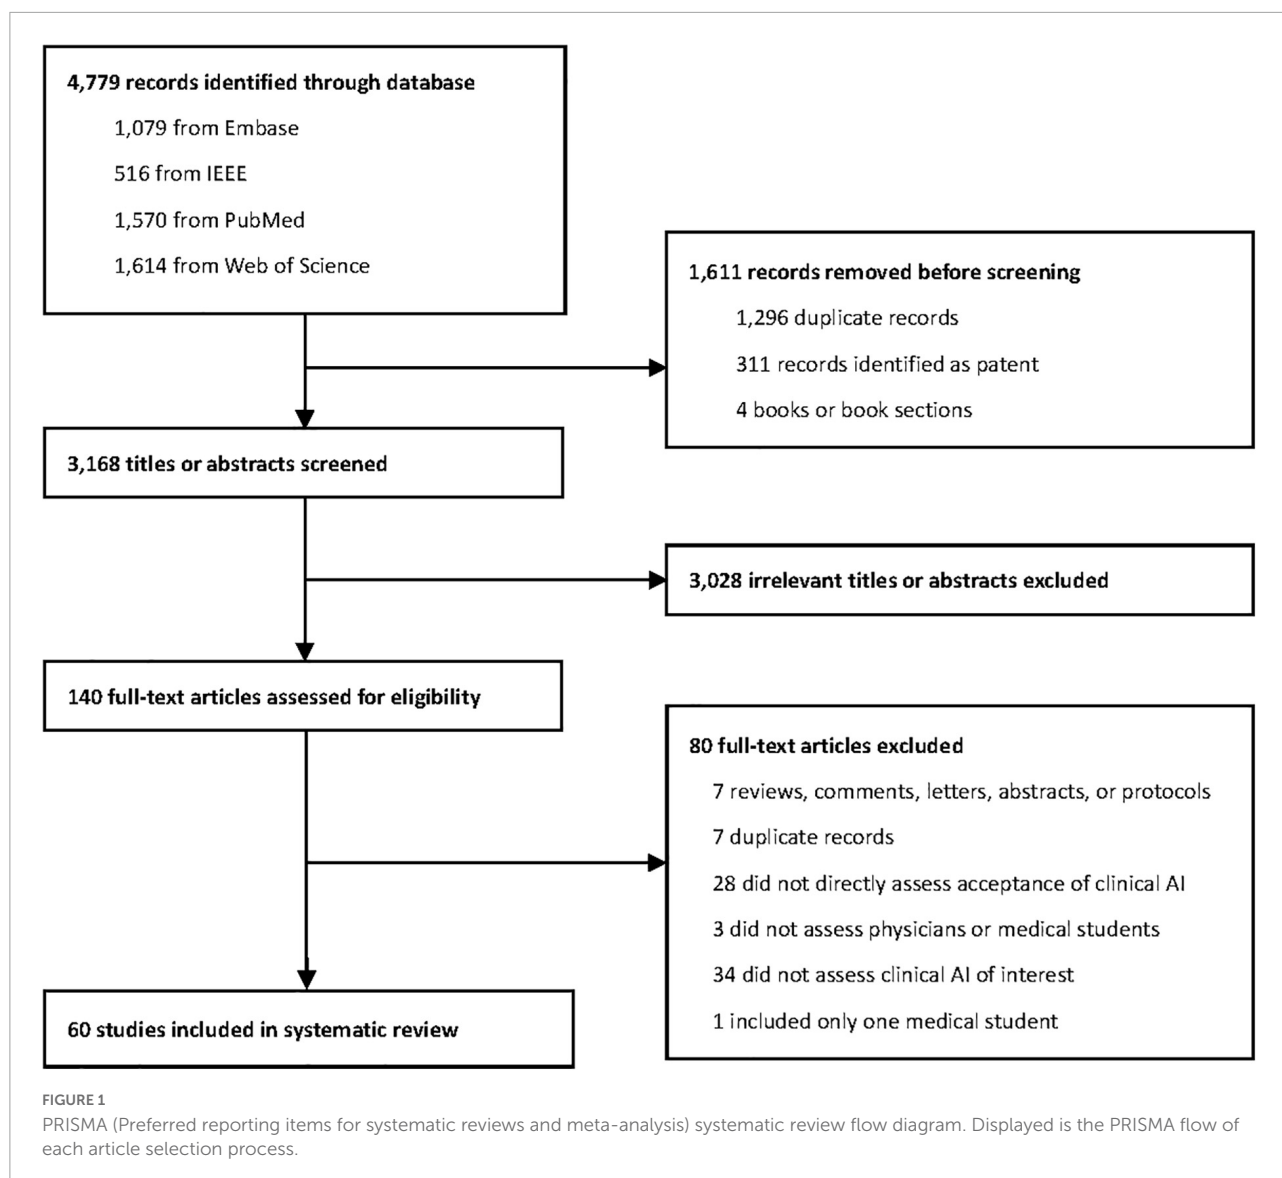 4,779 records identified through database
1,079 from Embase
516 from IEEE
1,570 from PubMed
1,614 from Web of Science
1,611 records removed before screening
1,296 duplicate records
311 records identified as patent
4 books or book sections
3,168 titles or abstracts screened
3,028 irrelevant titles or abstracts excluded
140 full-text articles assessed for eligibility
80 full-text articles excluded
7 reviews, comments, letters, abstracts, or protocols
7 duplicate records
28 did not directly assess acceptance of clinical AI
3 did not assess physicians or medical students
34 did not assess clinical AI of interest
1 included only one medical student
60 studies included in systematic review
FIGURE 1
PRISMA (Preferred reporting items for systematic reviews and meta-analysis) systematic review flow diagram. Displayed is the PRISMA flow of
each article selection process.